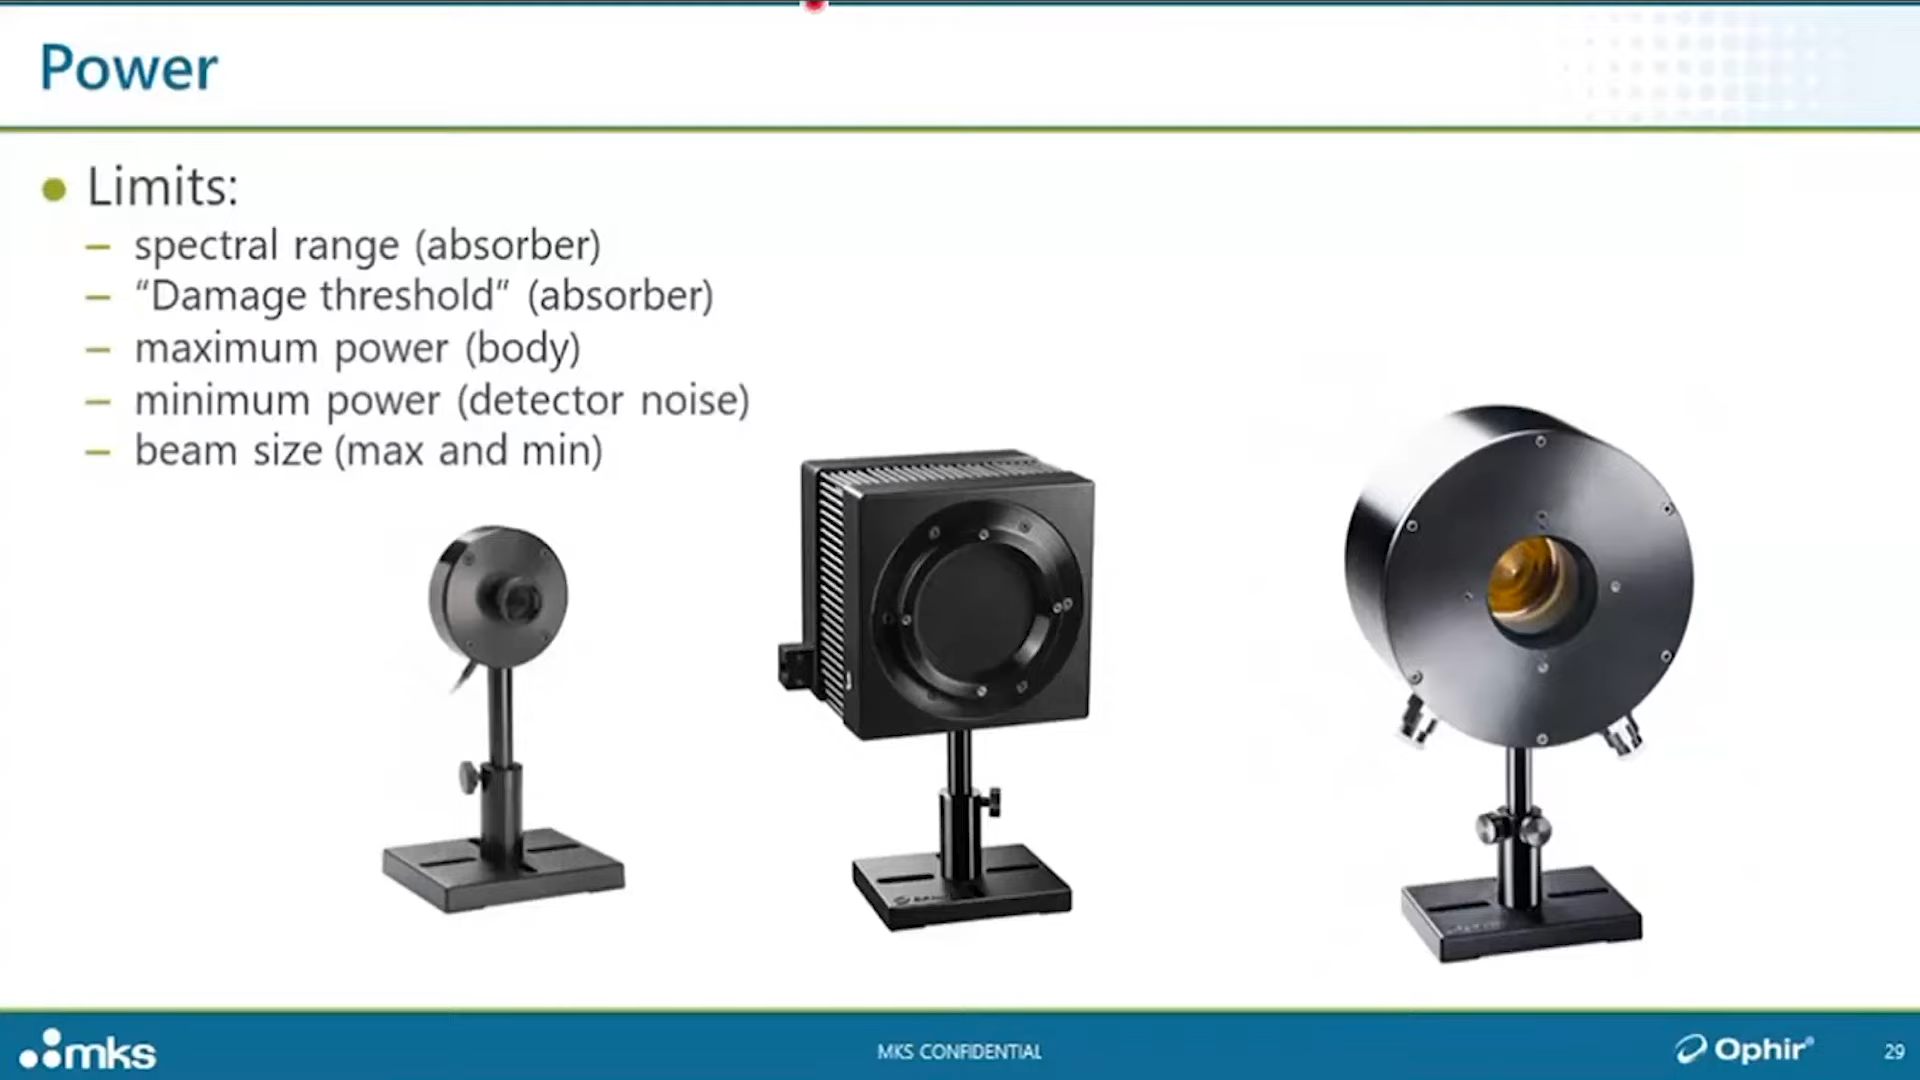 Power
Limits:
– spectral range (absorber)
– “Damage threshold” (absorber)
– maximum power (body)
– minimum power (detector noise)
– beam size (max and min)
mks
MKS CONFIDENTIAL
Ophir®
29